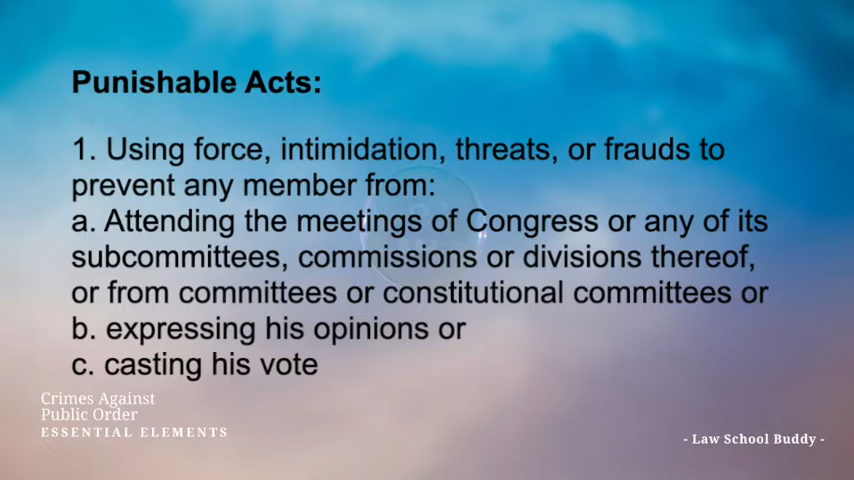 Punishable Acts:
1. Using force, intimidation, threats, or frauds to
prevent any member from:
a. Attending the meetings of Congress or any of its
subcommittees, commissions or divisions thereof,
or from committees or constitutional committees or
b. expressing his opinions or
c. casting his vote
Crimes Against
Public Order
ESSENTIAL ELEMENTS
- Law School Buddy -